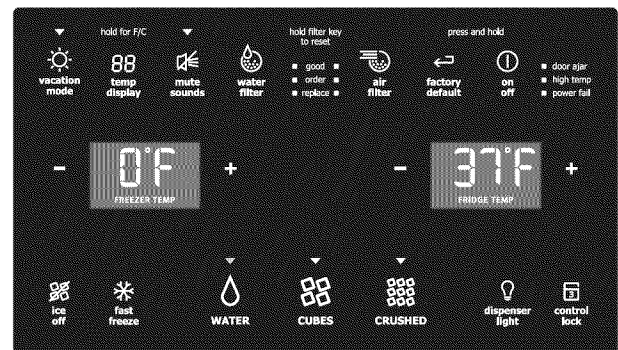 hold for F/C
hold filter key
to reset
press and hold
88
vacation
mode
temp
display
mute
sounds
water
filter
good
order
replace
air
filter
factory
default
on
off
door ajar
high temp
power fail
- 0°F +
FREEZER TEMP
- 37°F +
FRIDGE TEMP
ice
off
fast
freeze
WATER
CUBES
CRUSHED
dispenser
light
3
control
lock